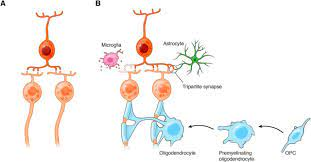 A
B
Microglia
Astrocyte
Tripartite synapse
Oligodendrocyte
Premyelinating
oligodendrocyte
OPC